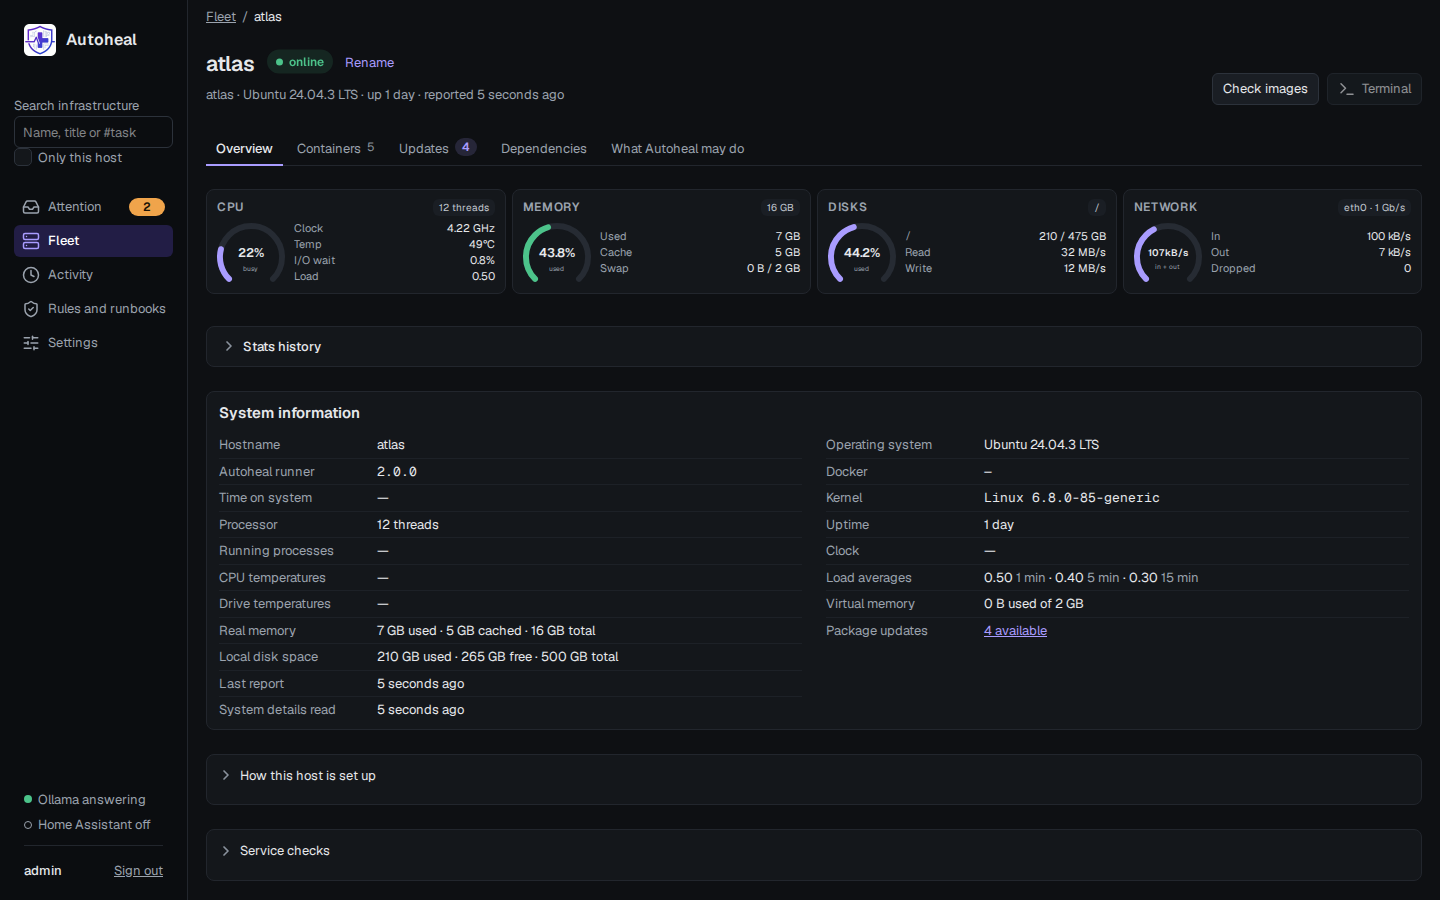 Autoheal
Search infrastructure
Name, title or #task
Only this host
Attention 2
Fleet
Activity
Rules and runbooks
Settings
Ollama answering
Home Assistant off
admin Sign out
Fleet / atlas
atlas online Rename
atlas · Ubuntu 24.04.3 LTS · up 1 day · reported 5 seconds ago
Check images Terminal
Overview Containers 5 Updates 4 Dependencies What Autoheal may do
CPU 12 threads
22%
busy
Clock 4.22 GHz
Temp 49°C
I/O wait 0.8%
Load 0.50
MEMORY 16 GB
43.8%
used
Used 7 GB
Cache 5 GB
Swap 0 B / 2 GB
DISKS /
44.2%
used
/ 210 / 475 GB
Read 32 MB/s
Write 12 MB/s
NETWORK eth0 · 1 Gb/s
107kB/s
in + out
In 100 kB/s
Out 7 kB/s
Dropped 0
Stats history
System information
Hostname atlas
Autoheal runner 2.0.0
Time on system —
Processor 12 threads
Running processes —
CPU temperatures —
Drive temperatures —
Real memory 7 GB used · 5 GB cached · 16 GB total
Local disk space 210 GB used · 265 GB free · 500 GB total
Last report 5 seconds ago
System details read 5 seconds ago
Operating system Ubuntu 24.04.3 LTS
Docker –
Kernel Linux 6.8.0-85-generic
Uptime 1 day
Clock —
Load averages 0.50 1 min · 0.40 5 min · 0.30 15 min
Virtual memory 0 B used of 2 GB
Package updates 4 available
How this host is set up
Service checks